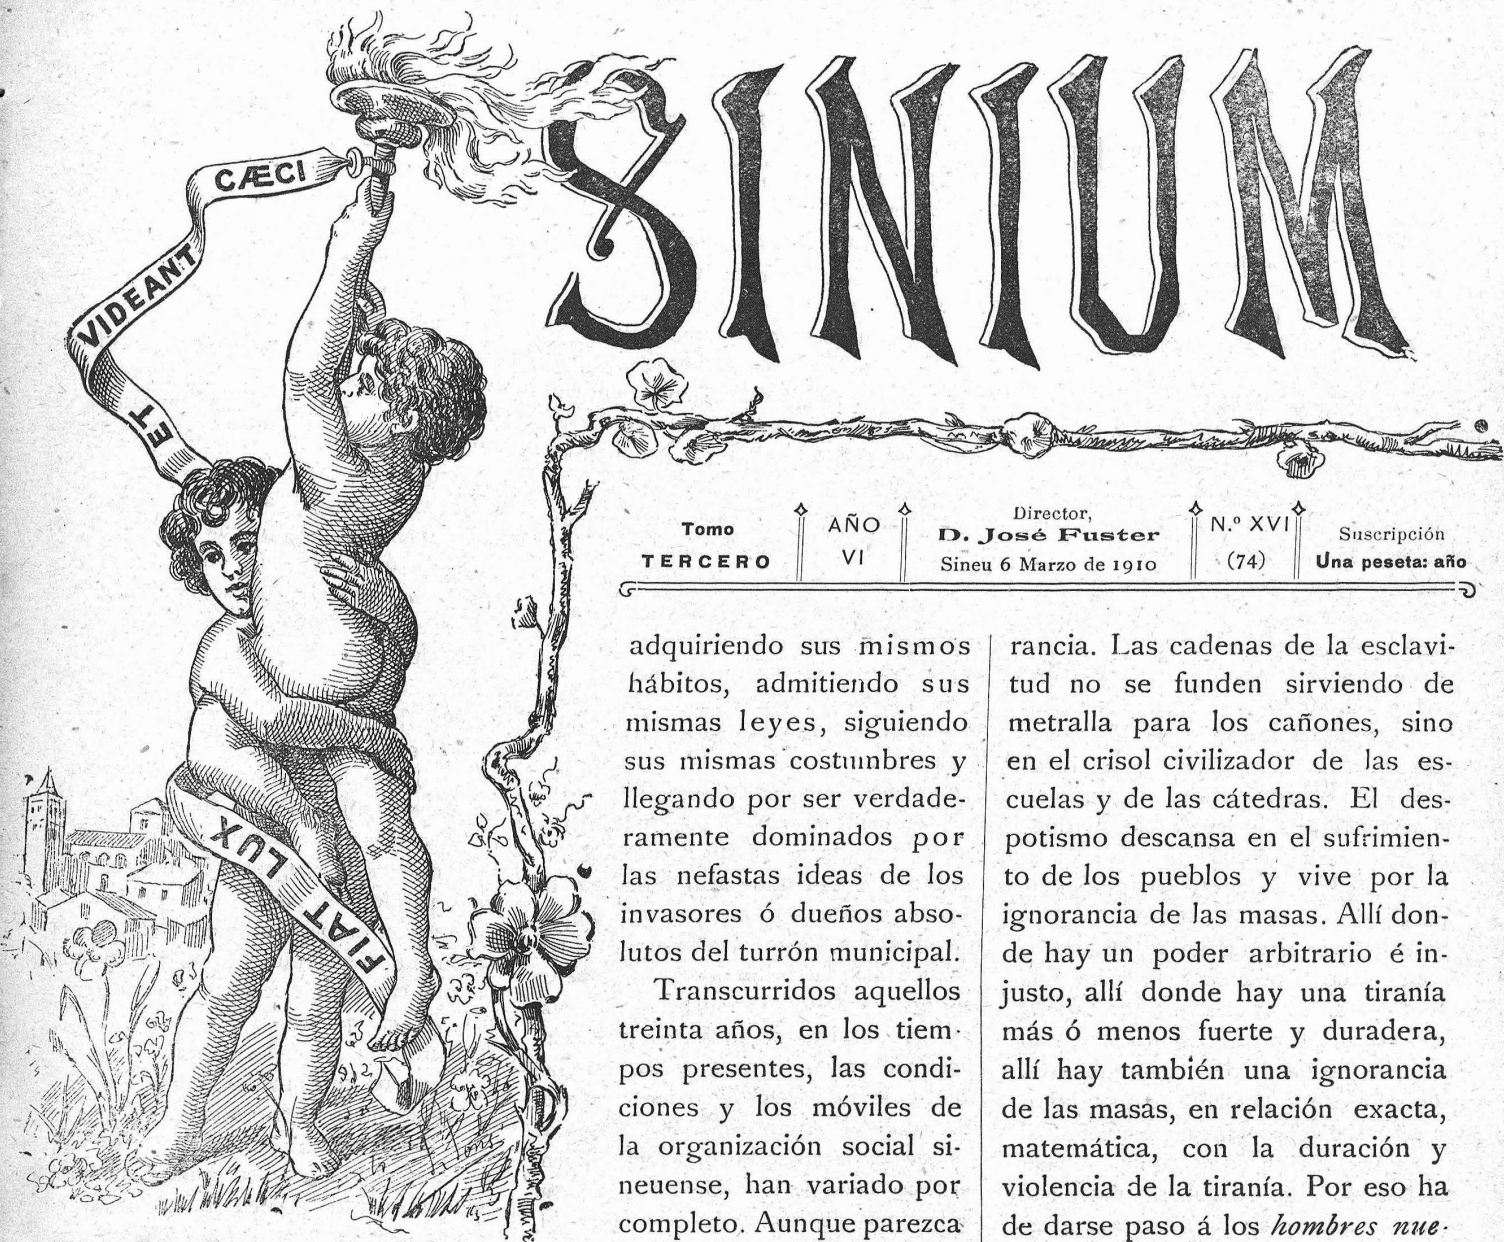 SINIUM
CÆCI
VIDEANT
ET
FIAT LUX
Tomo
TERCERO
AÑO
VI
Director,
D. José Fuster
Sineu 6 Marzo de 1910
N.º XVI
(74)
Suscripción
Una peseta: año
adquiriendo sus mismos
hábitos, admitiendo sus
mismas leyes, siguiendo
sus mismas costumbres y
llegando por ser verdade-
ramente dominados por
las nefastas ideas de los
invasores ó dueños abso-
lutos del turrón municipal.
Transcurridos aquellos
treinta años, en los tiem-
pos presentes, las condi-
ciones y los móviles de
la organización social si-
neuense, han variado por
completo. Aunque parezca
rancia. Las cadenas de la esclavi-
tud no se funden sirviendo de
metralla para los cañones, sino
en el crisol civilizador de las es-
cuelas y de las cátedras. El des-
potismo descansa en el sufrimien-
to de los pueblos y vive por la
ignorancia de las masas. Allí don-
de hay un poder arbitrario é in-
justo, allí donde hay una tiranía
más ó menos fuerte y duradera,
allí hay también una ignorancia
de las masas, en relación exacta,
matemática, con la duración y
violencia de la tiranía. Por eso ha
de darse paso á los hombres nue-